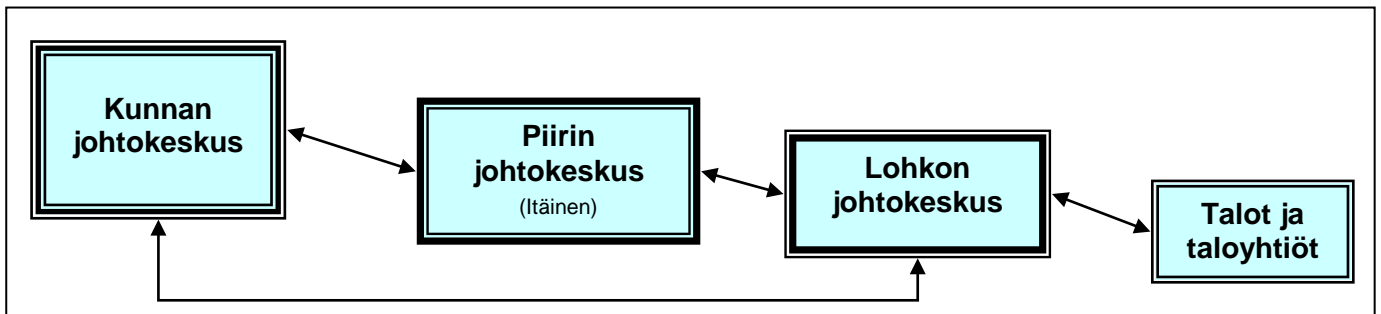 Kunnan
johtokeskus
Piirin
johtokeskus
(Itäinen)
Lohkon
johtokeskus
Talot ja
taloyhtiöt